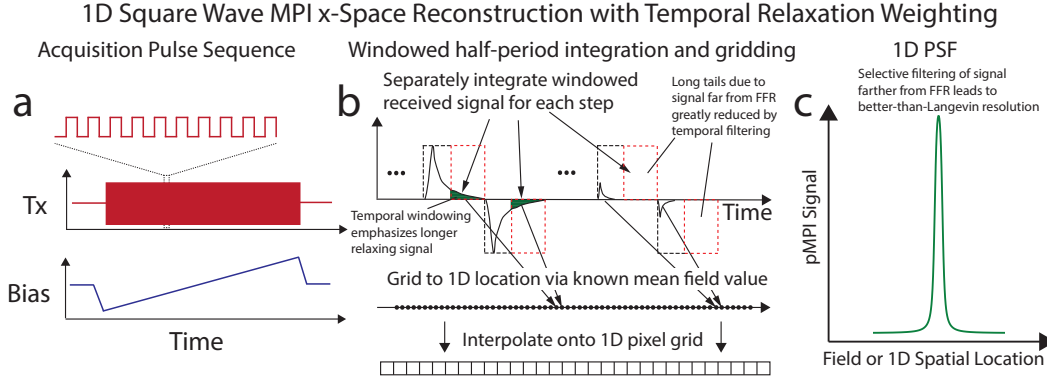 1D Square Wave MPI x-Space Reconstruction with Temporal Relaxation Weighting
Acquisition Pulse Sequence
a
Tx
Bias
Time
Windowed half-period integration and gridding
b
Separately integrate windowed
received signal for each step
Long tails due to
signal far from FFR
greatly reduced by
temporal filtering
•••
•••
Time
Temporal windowing
emphasizes longer
relaxing signal
Grid to 1D location via known mean field value
Interpolate onto 1D pixel grid
1D PSF
c
Selective filtering of signal
farther from FFR leads to
better-than-Langevin resolution
pMPI Signal
Field or 1D Spatial Location